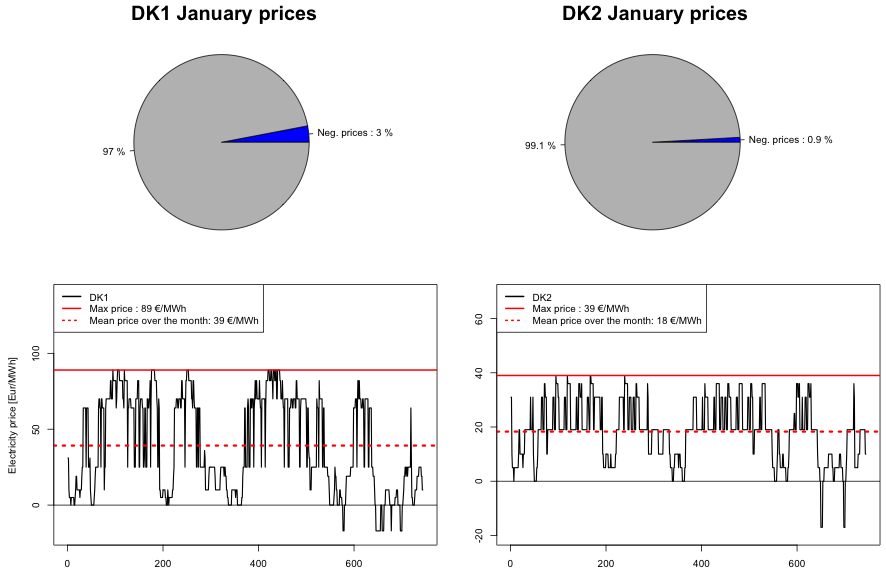 DK1 January prices
DK2 January prices
Neg. prices : 3 %
97 %
Neg. prices : 0.9 %
99.1 %
DK1
Max price : 89 €/MWh
Mean price over the month: 39 €/MWh
Electricity price [Eur/MWh]
100
50
0
0
200
400
600
DK2
Max price : 39 €/MWh
Mean price over the month: 18 €/MWh
60
40
20
0
-20
0
200
400
600